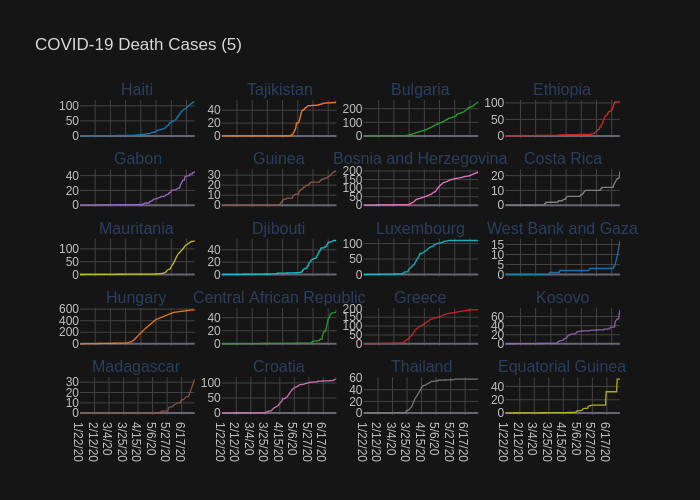 COVID-19 Death Cases (5)
Haiti Tajikistan Bulgaria Ethiopia
100 50 0 40 20 0 200 100 0 100 50 0
Gabon Guinea Bosnia and Herzegovina Costa Rica
40 20 0 30 20 10 0 200 150 100 50 0 20 10 0
Mauritania Djibouti Luxembourg West Bank and Gaza
100 50 0 40 20 0 100 50 0 15 10 5 0
Hungary Central African Republic Greece Kosovo
600 400 200 0 40 20 0 200 150 100 50 0 60 40 20 0
Madagascar Croatia Thailand Equatorial Guinea
30 20 10 0 100 50 0 60 40 20 0 40 20 0
1/22/20 2/12/20 3/4/20 3/25/20 4/15/20 5/6/20 5/27/20 6/17/20 1/22/20 2/12/20 3/4/20 3/25/20 4/15/20 5/6/20 5/27/20 6/17/20 1/22/20 2/12/20 3/4/20 3/25/20 4/15/20 5/6/20 5/27/20 6/17/20 1/22/20 2/12/20 3/4/20 3/25/20 4/15/20 5/6/20 5/27/20 6/17/20